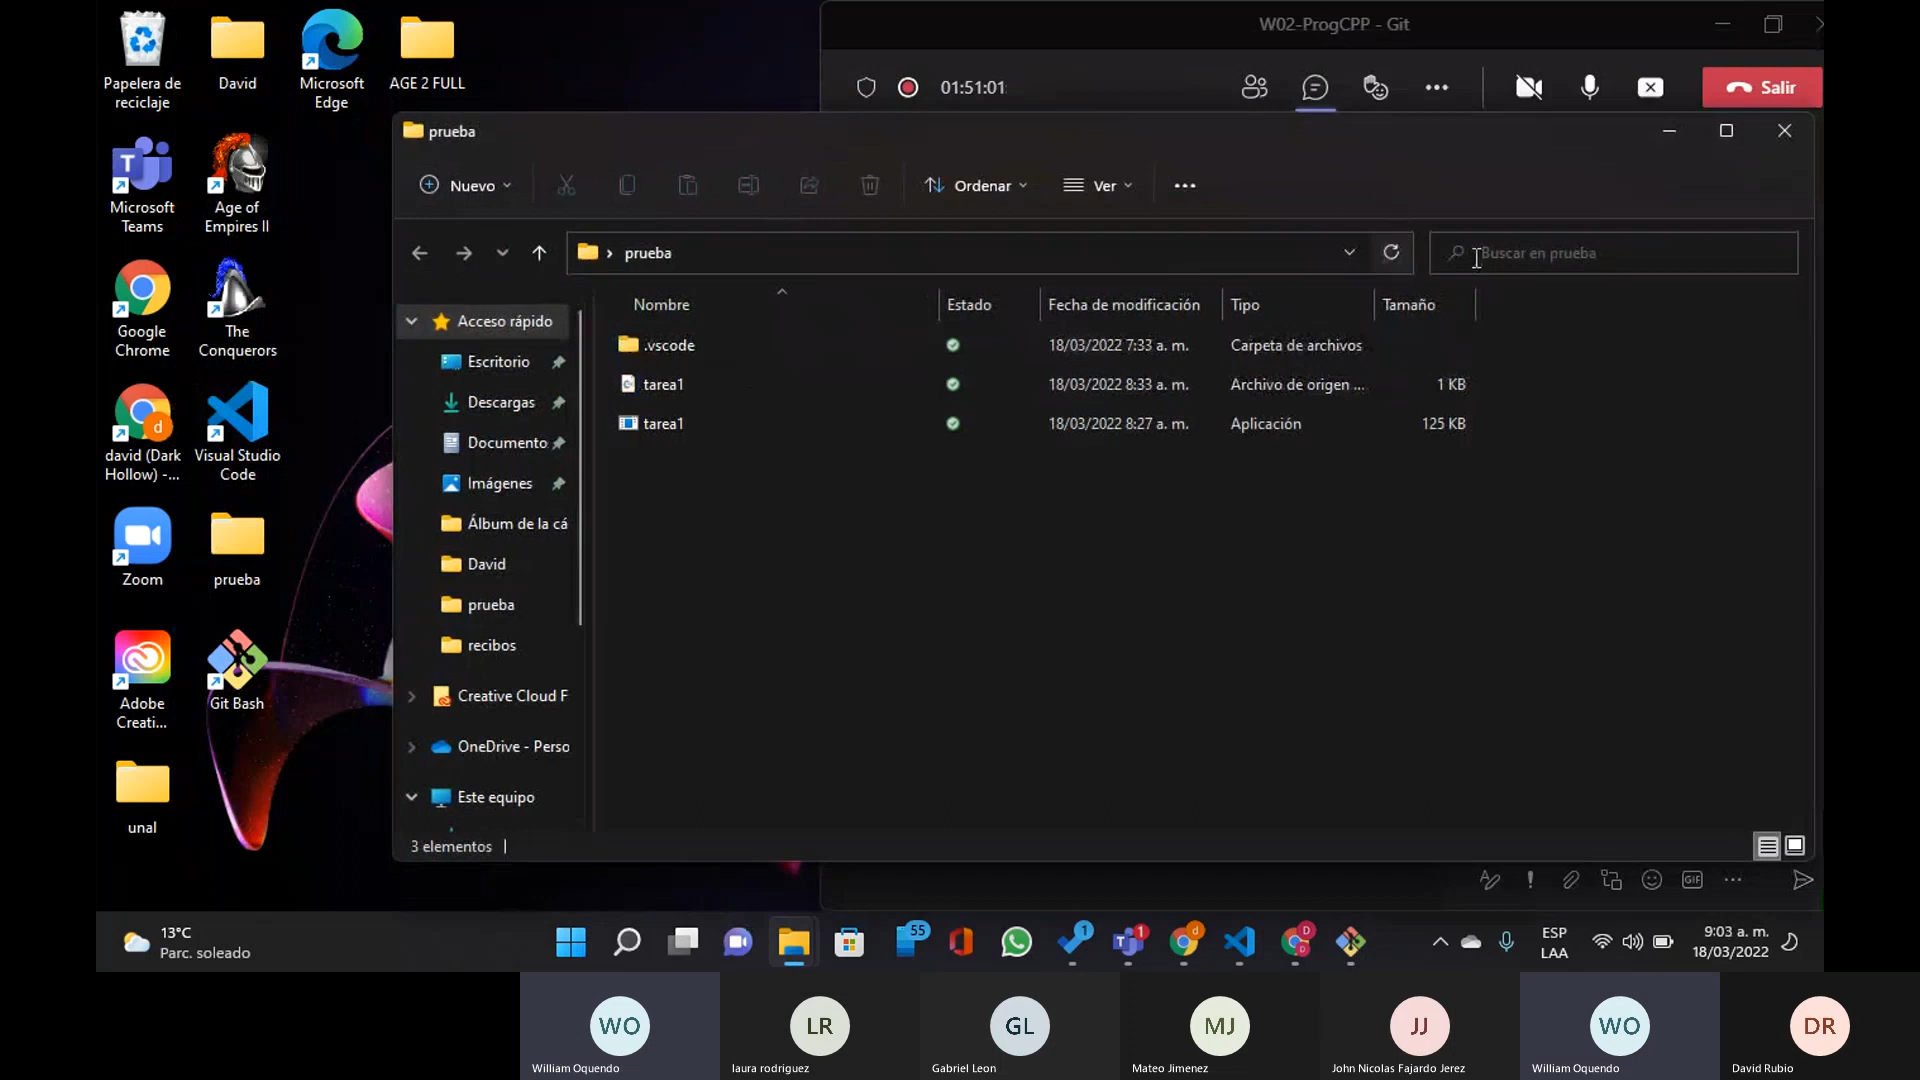 W02-ProgCPP - Git
01:51:01
Salir
Papelera de
reciclaje
David
Microsoft
Edge
AGE 2 FULL
Microsoft
Teams
Age of
Empires II
Google
Chrome
The
Conquerors
d
david (Dark
Hollow) -...
Visual Studio
Code
Zoom
prueba
Adobe
Creati...
Git Bash
unal
prueba
Nuevo
Ordenar
Ver
prueba
Buscar en prueba
Nombre
Estado
Fecha de modificación
Tipo
Tamaño
.vscode
18/03/2022 7:33 a. m.
Carpeta de archivos
tarea1
18/03/2022 8:33 a. m.
Archivo de origen ...
1 KB
tarea1
18/03/2022 8:27 a. m.
Aplicación
125 KB
Acceso rápido
Escritorio
Descargas
Documento
Imágenes
Álbum de la cá
David
prueba
recibos
Creative Cloud F
OneDrive - Perso
Este equipo
3 elementos
GIF
13°C
Parc. soleado
55
1
1
d
D
D
ESP
LAA
9:03 a. m.
18/03/2022
WO
William Oquendo
LR
laura rodriguez
GL
Gabriel Leon
MJ
Mateo Jimenez
JJ
John Nicolas Fajardo Jerez
WO
William Oquendo
DR
David Rubio